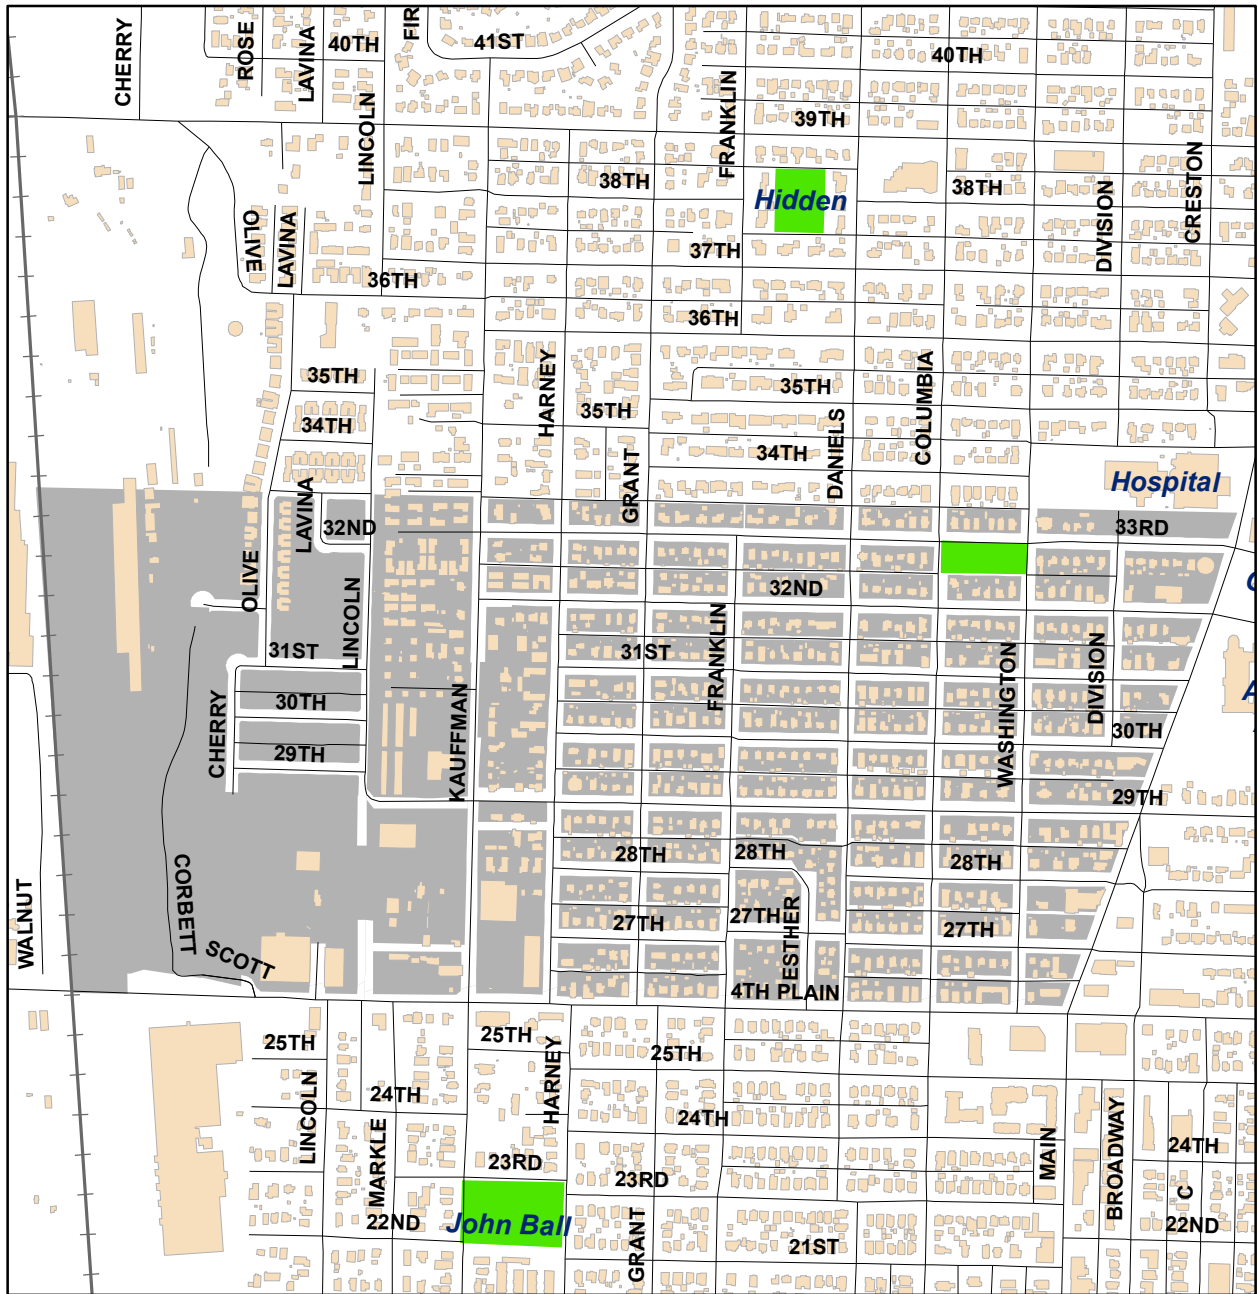 CHERRY
ROSE
LAVINA
40TH
FIR
41ST
40TH
LINCOLN
FRANKLIN
39TH
38TH
Hidden
38TH
DIVISION
CRESTON
OLIVE
LAVINA
37TH
36TH
36TH
35TH
HARNEY
35TH
35TH
COLUMBIA
34TH
34TH
DANIELS
GRANT
Hospital
LAVINA
32ND
33RD
OLIVE
LINCOLN
32ND
31ST
31ST
FRANKLIN
WASHINGTON
DIVISION
CHERRY
30TH
KAUFFMAN
30TH
29TH
29TH
28TH
28TH
28TH
CORBETT
WALNUT
27TH
27TH
ESTHER
27TH
SCOTT
4TH PLAIN
25TH
25TH
HARNEY
25TH
LINCOLN
24TH
24TH
MARKLE
MAIN
BROADWAY
24TH
23RD
23RD
C
22ND
John Ball
GRANT
21ST
22ND